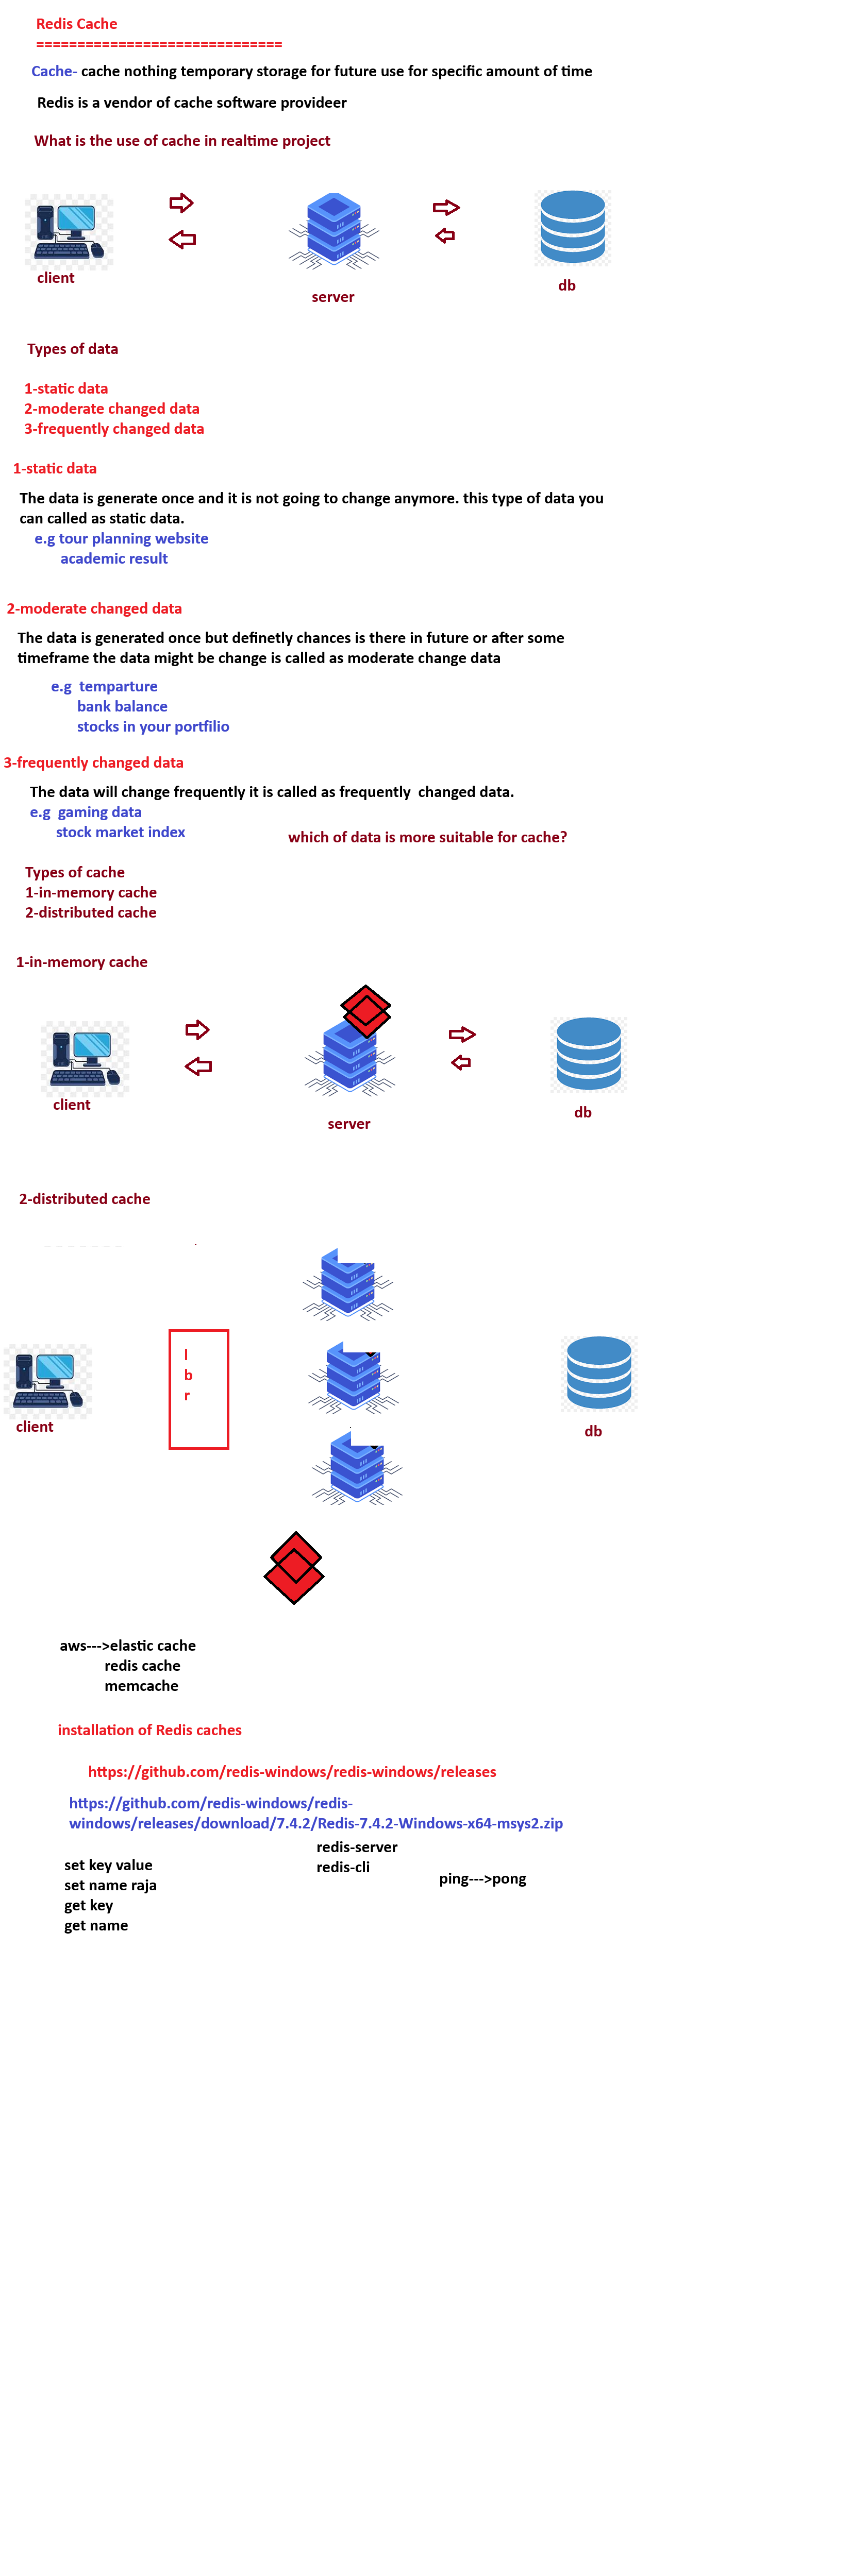 Redis Cache
==============================
Cache- cache nothing temporary storage for future use for specific amount of time
Redis is a vendor of cache software provideer
What is the use of cache in realtime project
client
server
db
Types of data
1-static data
2-moderate changed data
3-frequently changed data
1-static data
The data is generate once and it is not going to change anymore. this type of data you
can called as static data.
e.g tour planning website
academic result
2-moderate changed data
The data is generated once but definetly chances is there in future or after some
timeframe the data might be change is called as moderate change data
e.g  temparture
bank balance
stocks in your portfilio
3-frequently changed data
The data will change frequently it is called as frequently  changed data.
e.g  gaming data
stock market index
which of data is more suitable for cache?
Types of cache
1-in-memory cache
2-distributed cache
1-in-memory cache
client
server
db
2-distributed cache
l
b
r
client
db
aws--->elastic cache
redis cache
memcache
installation of Redis caches
https://github.com/redis-windows/redis-windows/releases
https://github.com/redis-windows/redis-
windows/releases/download/7.4.2/Redis-7.4.2-Windows-x64-msys2.zip
redis-server
redis-cli
ping--->pong
set key value
set name raja
get key
get name